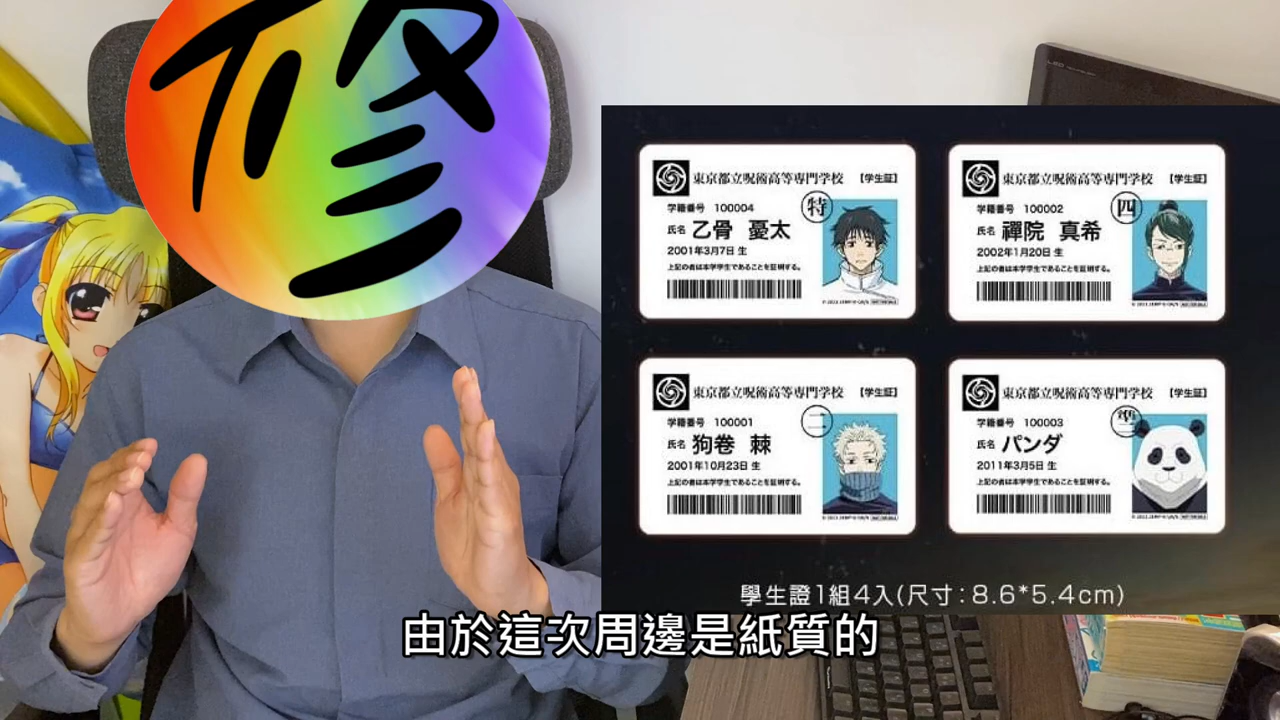 修
東京都立呪術高等専門学校 【学生証】
学籍番号 100004
特
氏名 乙骨 憂太
2001年3月7日 生
上記の者は本学学生であることを証明する。
東京都立呪術高等専門学校 【学生証】
学籍番号 100002
四
氏名 禪院 真希
2002年1月20日 生
上記の者は本学学生であることを証明する。
東京都立呪術高等専門学校 【学生証】
学籍番号 100001
二
氏名 狗巻 棘
2001年10月23日 生
上記の者は本学学生であることを証明する。
東京都立呪術高等専門学校 【学生証】
学籍番号 100003
氏名 パンダ
2011年3月5日 生
上記の者は本学学生であることを証明する。
學生證1組4入(尺寸:8.6*5.4cm)
由於這次周邊是紙質的